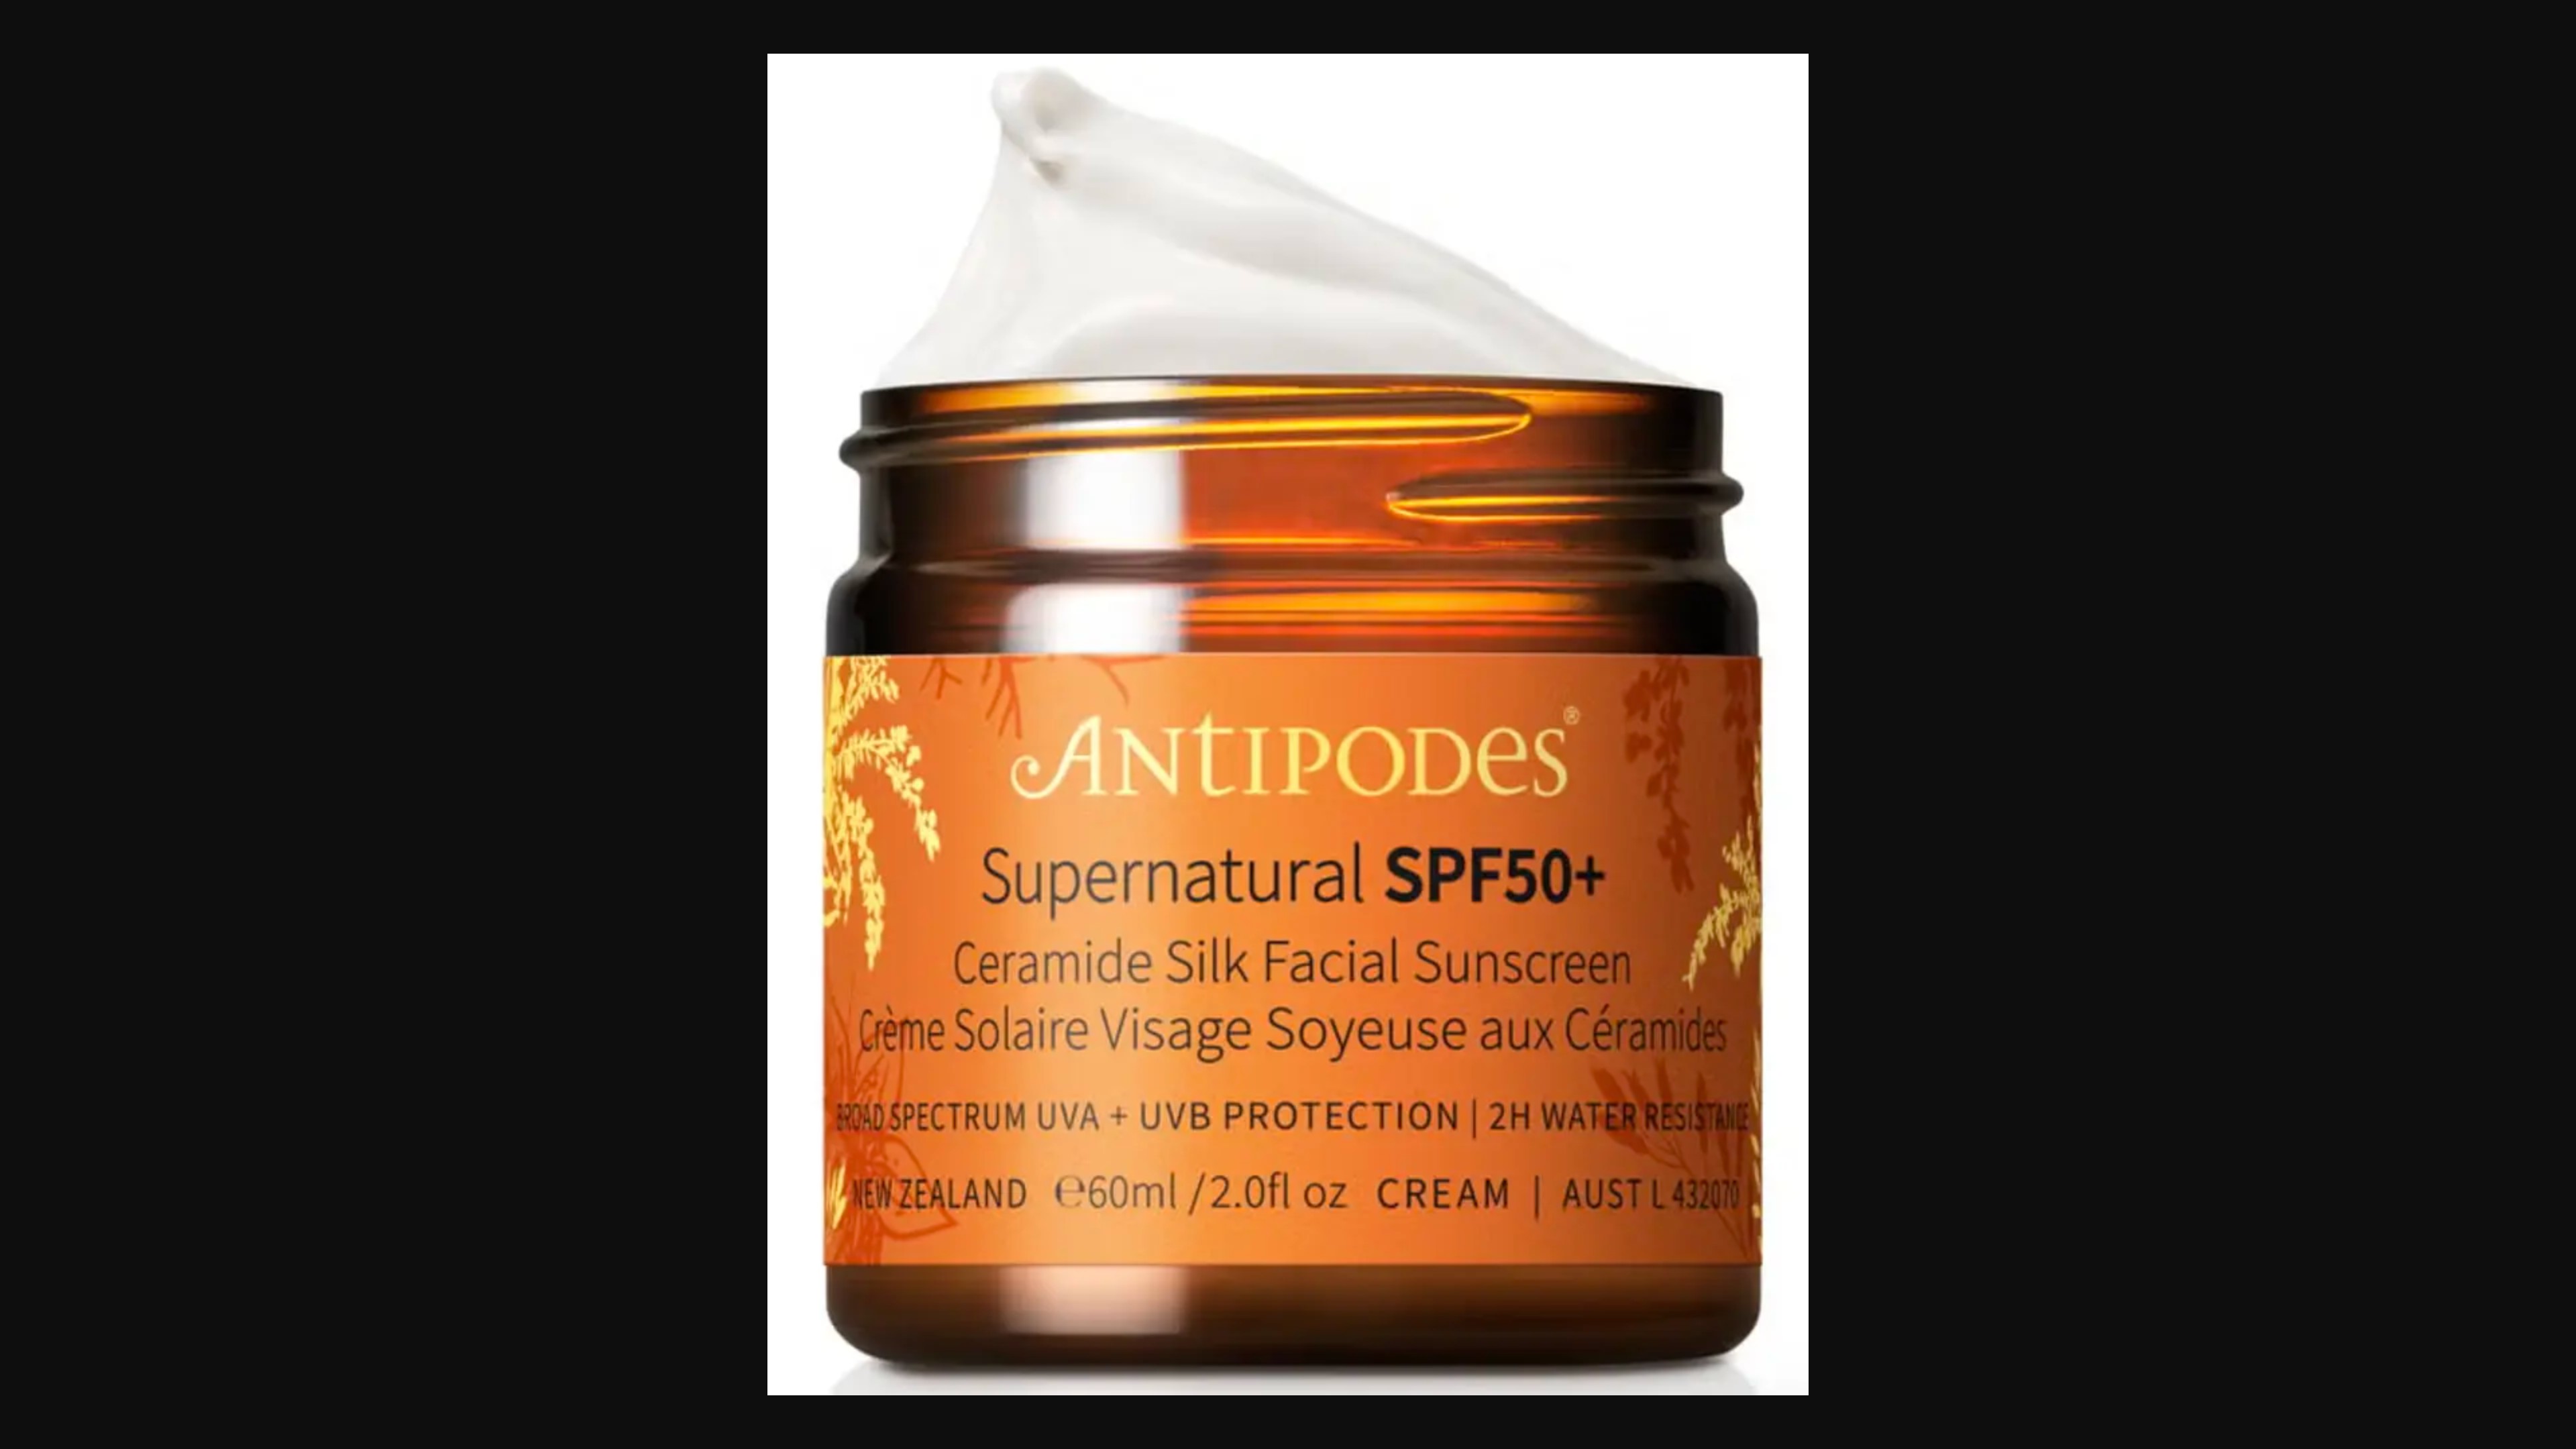 ANTIPODES®
Supernatural SPF50+
Ceramide Silk Facial Sunscreen
Crème Solaire Visage Soyeuse aux Céramides
BROAD SPECTRUM UVA + UVB PROTECTION | 2H WATER RESISTANCE
NEW ZEALAND ℮60ml / 2.0fl oz CREAM | AUST L 432070